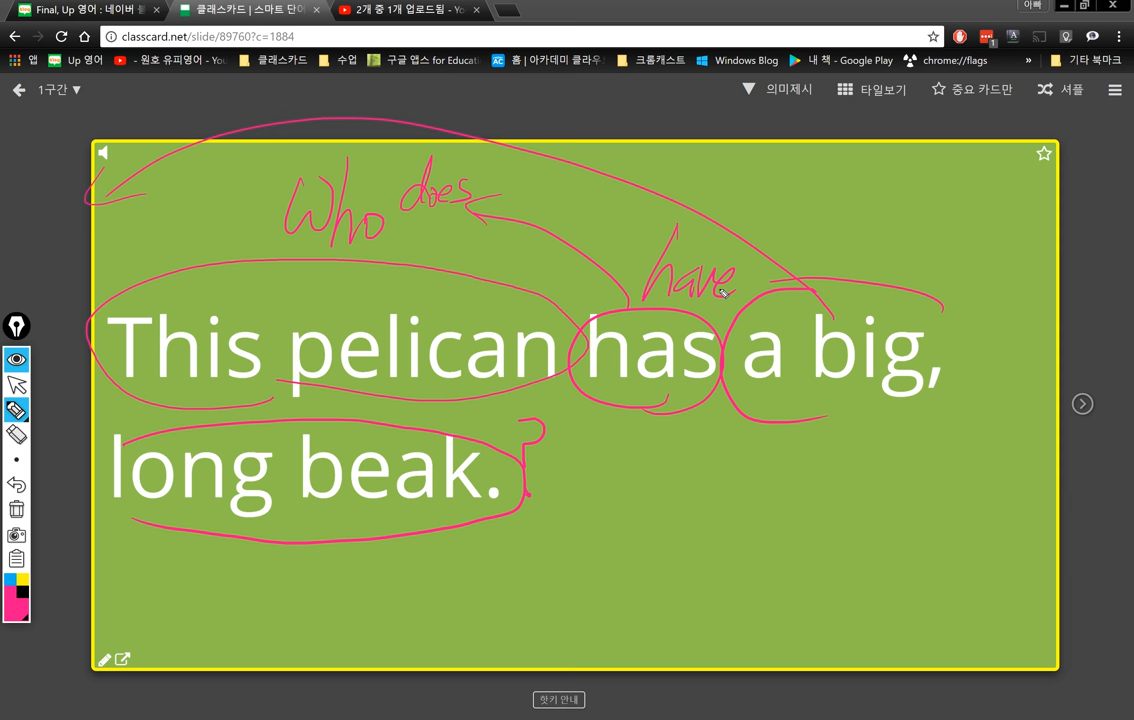 Final, Up 영어 : 네이버 블
클래스카드 | 스마트 단어
2개 중 1개 업로드됨 - Yo
아빠
classcard.net/slide/89760?c=1884
앱
Up 영어
- 원호 유피영어 - You
클래스카드
수업
구글 앱스 for Educati
홈 | 아카데미 클라우
크롬캐스트
Windows Blog
내 책 - Google Play
chrome://flags
»
기타 북마크
1구간 ▼
▼ 의미제시
타일보기
중요 카드만
셔플
Who does
have
This pelican has a big,
long beak. ?
핫키 안내